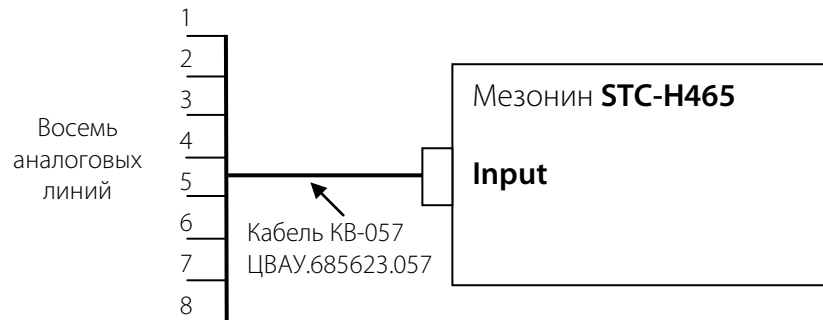 1
2
3
4
5
6
7
8
Восемь
аналоговых
линий
Кабель КВ-057
ЦВАУ.685623.057
Мезонин STC-H465
Input